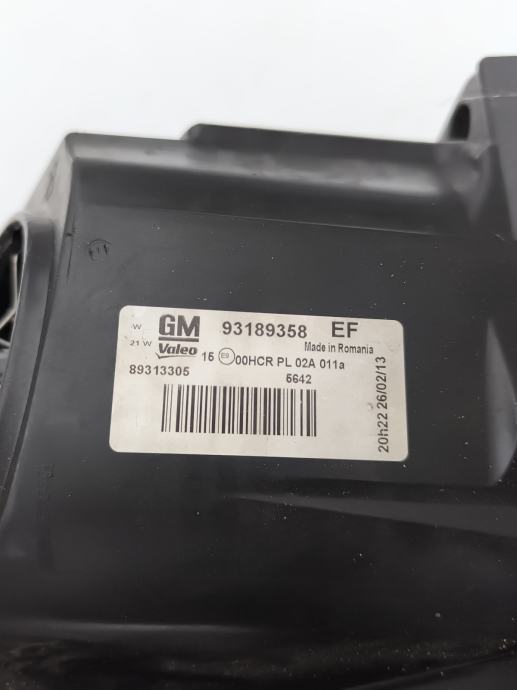 W GM 93189358 EF
21 W Valeo 15 E9 00HCR PL 02A 011a
Made in Romania
89313305 5642
20h22 26/02/13